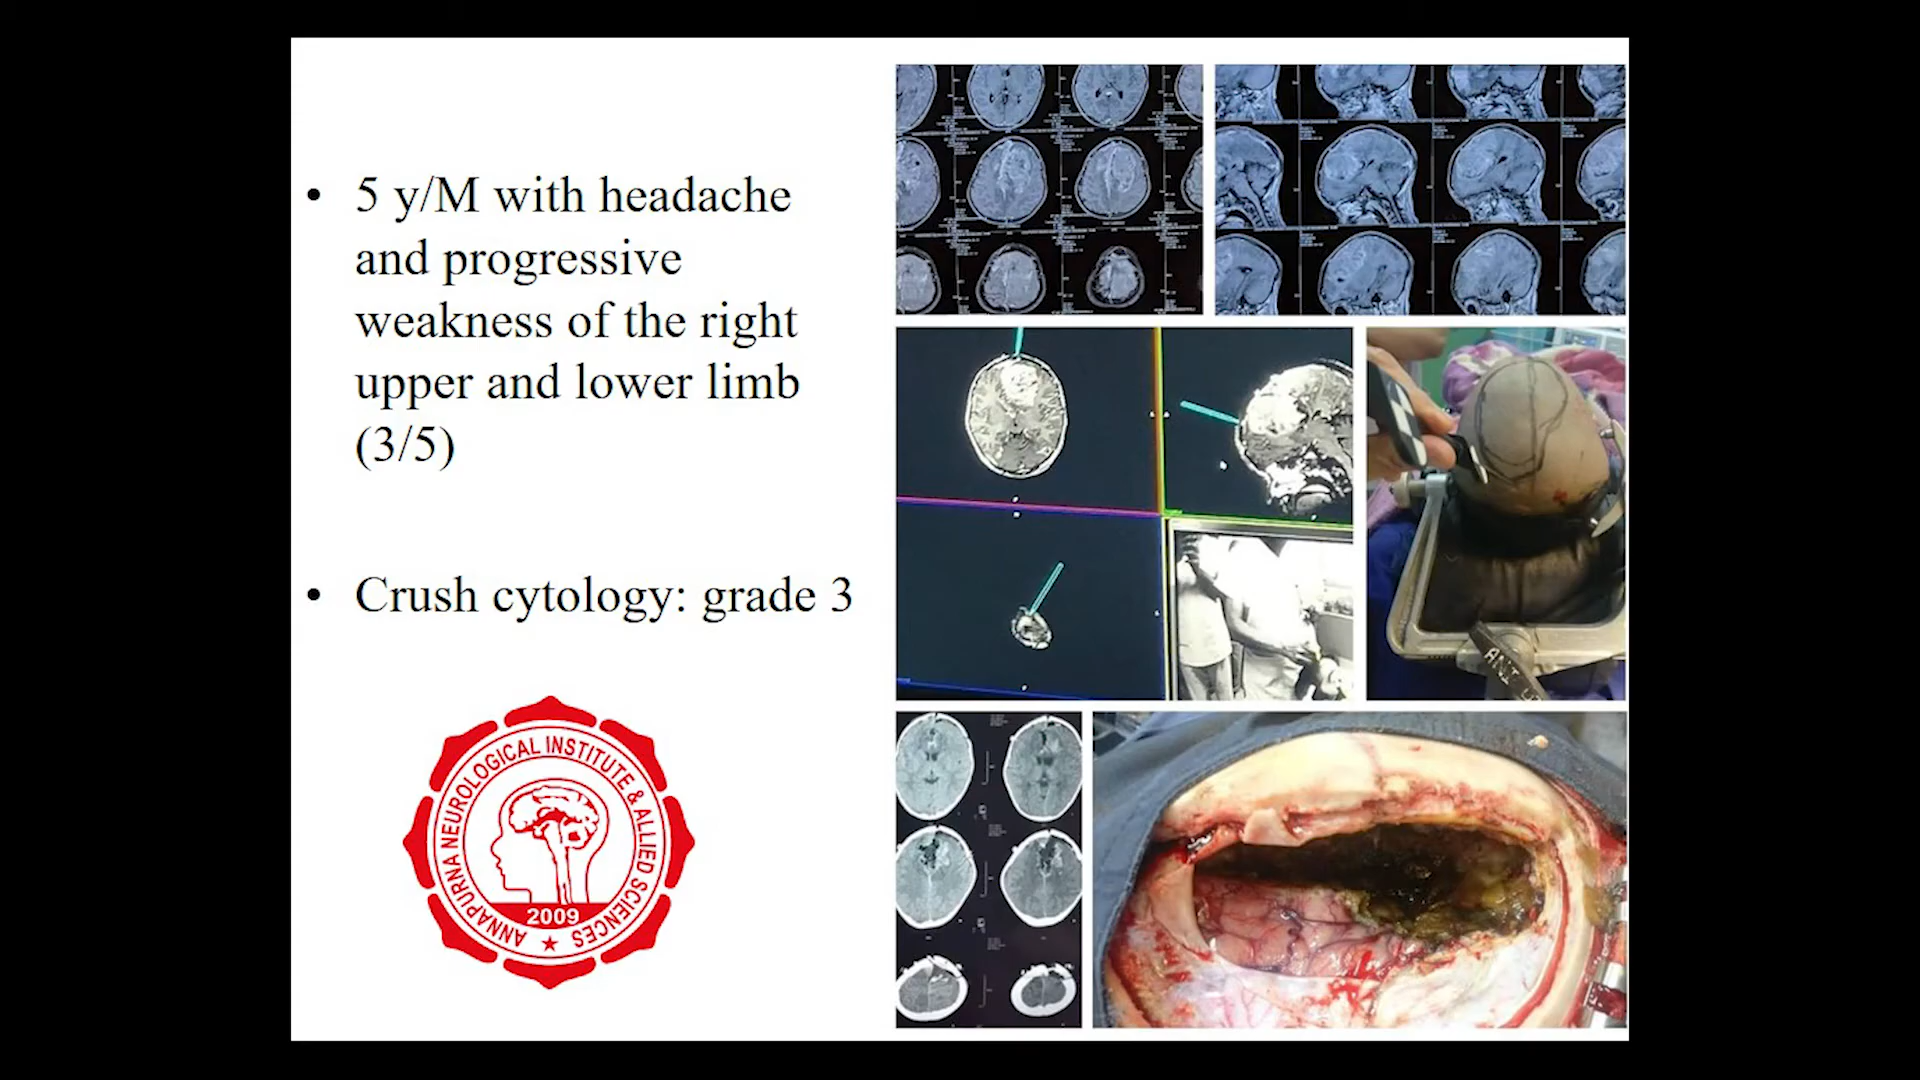 • 5 y/M with headache
and progressive
weakness of the right
upper and lower limb
(3/5)
• Crush cytology: grade 3
ANNAPURNA NEUROLOGICAL INSTITUTE & ALLIED SCIENCES
2009